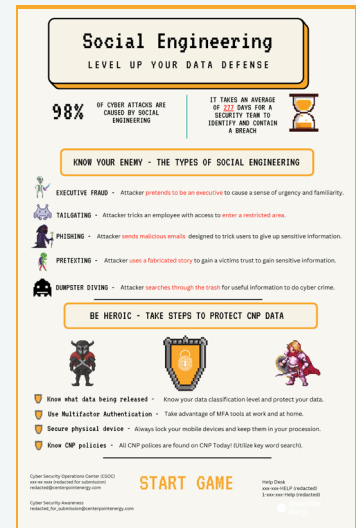 Social Engineering
LEVEL UP YOUR DATA DEFENSE
98%
OF CYBER ATTACKS ARE
CAUSED BY SOCIAL
ENGINEERING
IT TAKES AN AVERAGE
OF 277 DAYS FOR A
SECURITY TEAM TO
IDENTIFY AND CONTAIN
A BREACH
KNOW YOUR ENEMY - THE TYPES OF SOCIAL ENGINEERING
EXECUTIVE FRAUD - Attacker pretends to be an executive to cause a sense of urgency and familiarity.
TAILGATING - Attacker tricks an employee with access to enter a restricted area.
PHISHING - Attacker sends malicious emails designed to trick users to give up sensitive information.
PRETEXTING - Attacker uses a fabricated story to gain a victims trust to gain sensitive information.
DUMPSTER DIVING - Attacker searches through the trash for useful information to do cyber crime.
BE HEROIC - TAKE STEPS TO PROTECT CNP DATA
Know what data being released - Know your data classification level and protect your data.
Use Multifactor Authentication - Take advantage of MFA tools at work and at home.
Secure physical device - Always lock your mobile devices and keep them in your procession.
Know CNP policies - All CNP polices are found on CNP Today! (Utilize key word search).
Cyber Security Operations Center (CSOC)
xxx-xx-xxxx (redacted for submission)
redacted@centerpointenergy.com
Cyber Security Awareness
redacted_for_submission@centerpointenergy.com
START GAME
Help Desk
xxx-xxx-HELP (redacted)
1-xxx-xxx-Help (redacted)